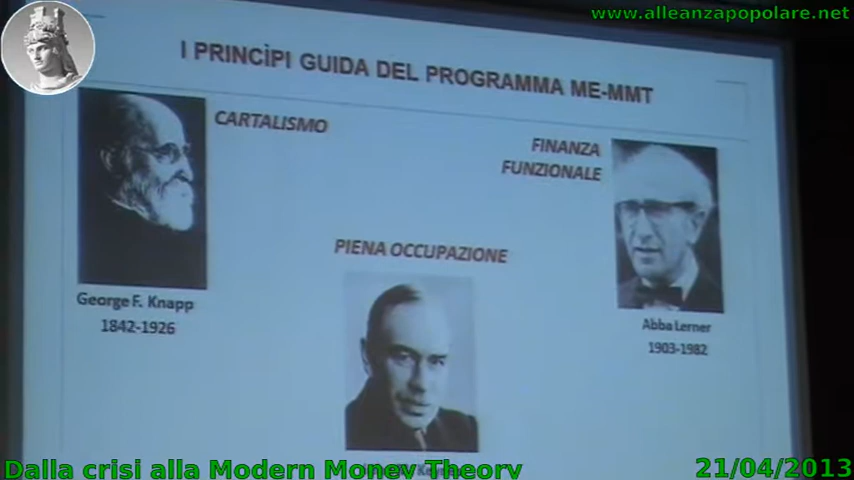 www.alleanzapopolare.net
I PRINCÌPI GUIDA DEL PROGRAMMA ME-MMT
CARTALISMO
FINANZA
FUNZIONALE
PIENA OCCUPAZIONE
George F. Knapp
1842-1926
Abba Lerner
1903-1982
Dalla crisi alla Modern Money Theory
21/04/2013